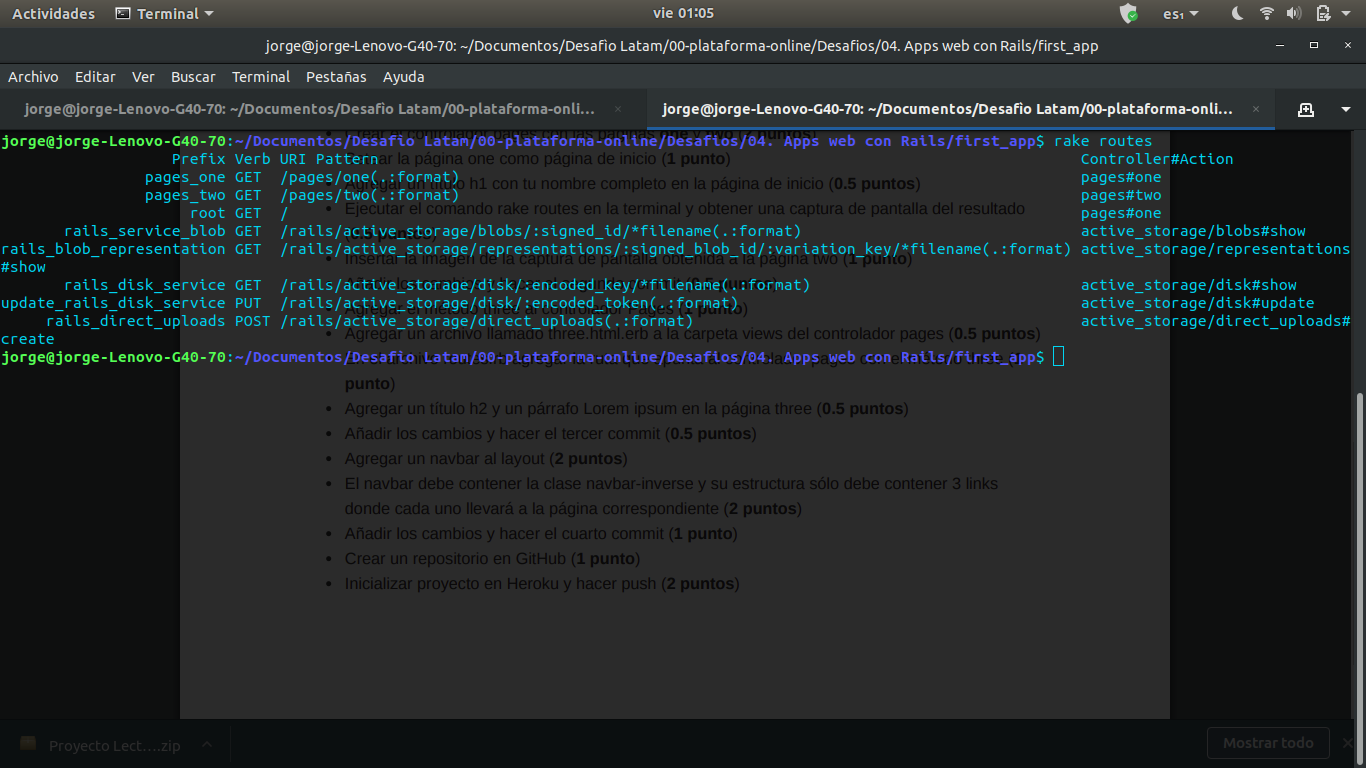 Actividades Terminal vie 01:05 es₁
jorge@jorge-Lenovo-G40-70: ~/Documentos/Desafio Latam/00-plataforma-online/Desafios/04. Apps web con Rails/first_app
Archivo Editar Ver Buscar Terminal Pestañas Ayuda
jorge@jorge-Lenovo-G40-70: ~/Documentos/Desafio Latam/00-plataforma-onli... × jorge@jorge-Lenovo-G40-70: ~/Documentos/Desafio Latam/00-plataforma-onli... ×
jorge@jorge-Lenovo-G40-70:~/Documentos/Desafio Latam/00-plataforma-online/Desafios/04. Apps web con Rails/first_app$ rake routes
Prefix Verb URI Pattern Controller#Action
la página one como página de inicio (1 punto)
pages_one GET /pages/one(.:format) pages#one
Agregar un título h1 con tu nombre completo en la página de inicio (0.5 puntos)
pages_two GET /pages/two(.:format) pages#two
Ejecutar el comando rake routes en la terminal y obtener una captura de pantalla del resultado
root GET / pages#one
rails_service_blob GET /rails/active_storage/blobs/:signed_id/*filename(.:format) active_storage/blobs#show
rails_blob_representation GET /rails/active_storage/representations/:signed_blob_id/:variation_key/*filename(.:format) active_storage/representations
#show
Insertar la imagen de la captura de pantalla obtenida a la página two (1 punto)
rails_disk_service GET /rails/active_storage/disk/:encoded_key/*filename(.:format) active_storage/disk#show
update_rails_disk_service PUT /rails/active_storage/disk/:encoded_token(.:format) active_storage/disk#update
Agregar el método three al controlador Pages (1 punto)
rails_direct_uploads POST /rails/active_storage/direct_uploads(.:format) active_storage/direct_uploads#
create
Agregar un archivo llamado three.html.erb a la carpeta views del controlador pages (0.5 puntos)
jorge@jorge-Lenovo-G40-70:~/Documentos/Desafio Latam/00-plataforma-online/Desafios/04. Apps web con Rails/first_app$
punto)
• Agregar un título h2 y un párrafo Lorem ipsum en la página three (0.5 puntos)
• Añadir los cambios y hacer el tercer commit (0.5 puntos)
• Agregar un navbar al layout (2 puntos)
• El navbar debe contener la clase navbar-inverse y su estructura sólo debe contener 3 links
donde cada uno llevará a la página correspondiente (2 puntos)
• Añadir los cambios y hacer el cuarto commit (1 punto)
• Crear un repositorio en GitHub (1 punto)
• Inicializar proyecto en Heroku y hacer push (2 puntos)
Proyecto Lect....zip Mostrar todo ×